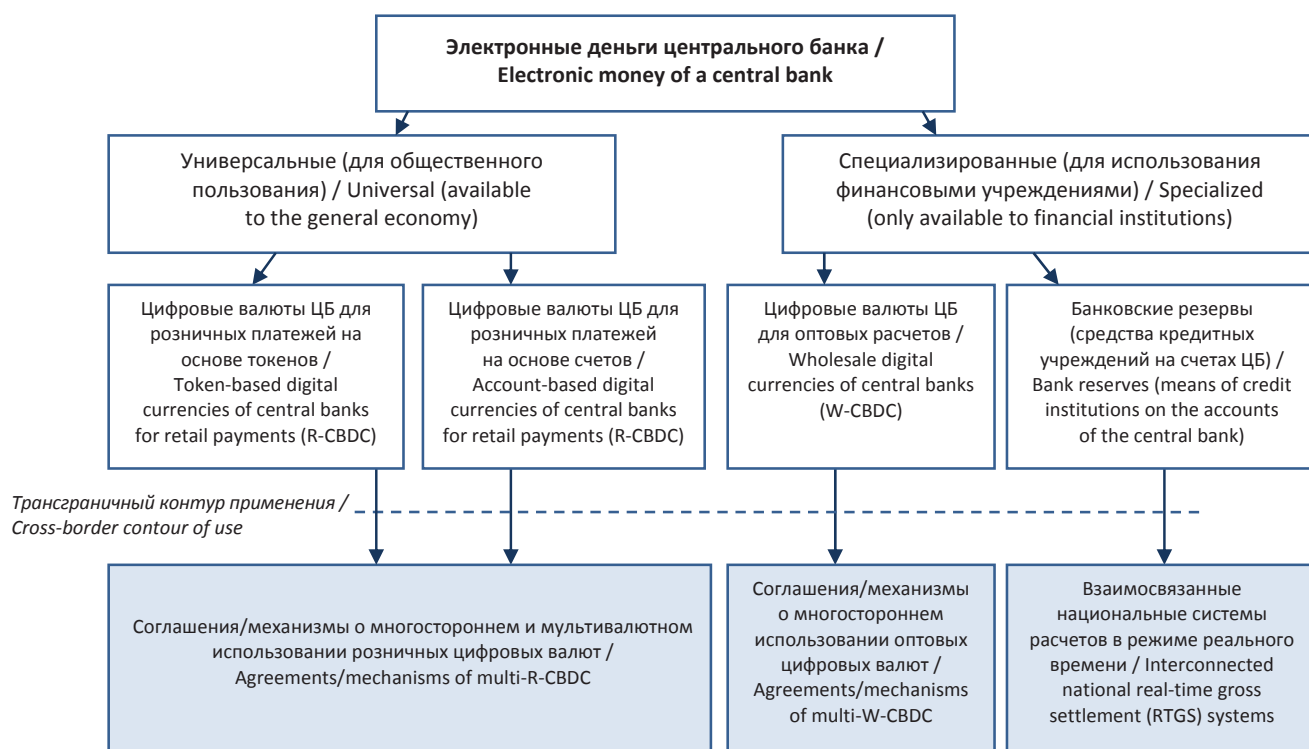 Электронные деньги центрального банка /
Electronic money of a central bank
Универсальные (для общественного
пользования) / Universal (available
to the general economy)
Специализированные (для использования
финансовыми учреждениями) / Specialized
(only available to financial institutions)
Цифровые валюты ЦБ для
розничных платежей на
основе токенов /
Token-based digital
currencies of central banks
for retail payments (R-CBDC)
Цифровые валюты ЦБ для
розничных платежей
на основе счетов /
Account-based digital
currencies of central banks
for retail payments (R-CBDC)
Цифровые валюты ЦБ
для оптовых расчетов /
Wholesale digital
currencies of central banks
(W-CBDC)
Банковские резервы
(средства кредитных
учреждений на счетах ЦБ) /
Bank reserves (means of credit
institutions on the accounts
of the central bank)
Трансграничный контур применения /
Cross-border contour of use
Соглашения/механизмы о многостороннем и мультивалютном
использовании розничных цифровых валют /
Agreements/mechanisms of multi-R-CBDC
Соглашения/механизмы
о многостороннем
использовании оптовых
цифровых валют /
Agreements/mechanisms
of multi-W-CBDC
Взаимосвязанные
национальные системы
расчетов в режиме реального
времени / Interconnected
national real-time gross
settlement (RTGS) systems